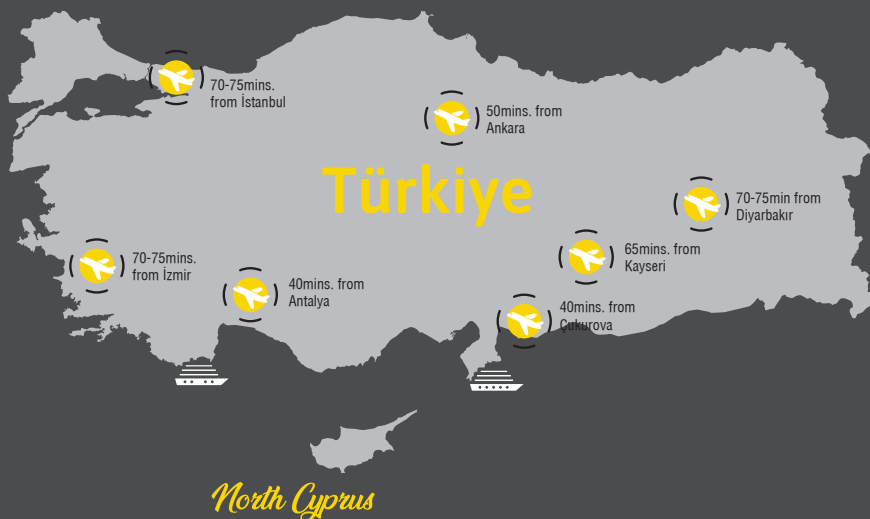 70-75mins.
from İstanbul
50mins. from
Ankara
Türkiye
70-75min from
Diyarbakır
70-75mins.
from İzmir
65mins. from
Kayseri
40mins. from
Antalya
40mins. from
Çukurova
North Cyprus